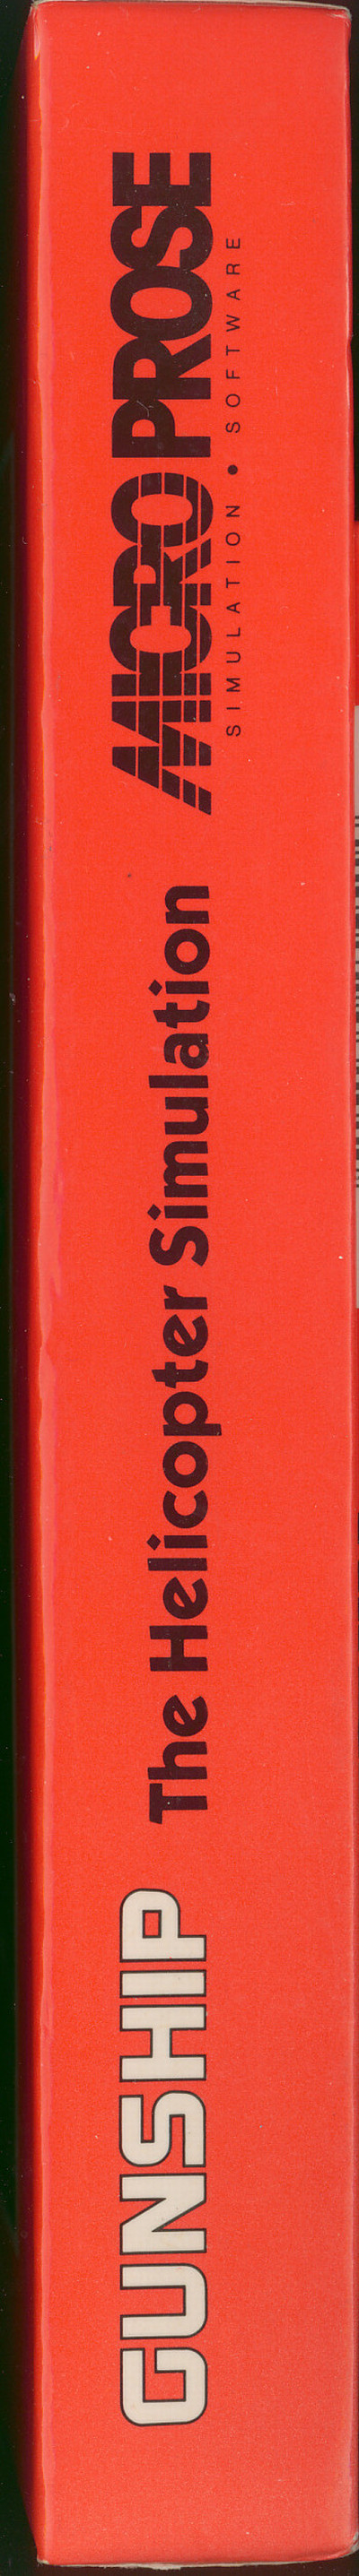 GUNSHIP
The Helicopter Simulation
MICRO PROSE
SIMULATION • SOFTWARE